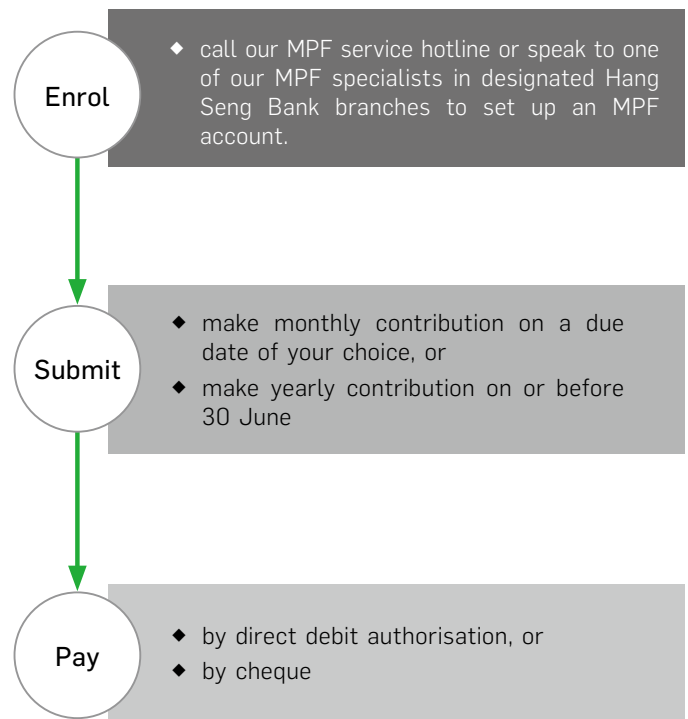 Enrol
◆ call our MPF service hotline or speak to one
of our MPF specialists in designated Hang
Seng Bank branches to set up an MPF
account.
Submit
◆ make monthly contribution on a due
date of your choice, or
◆ make yearly contribution on or before
30 June
Pay
◆ by direct debit authorisation, or
◆ by cheque